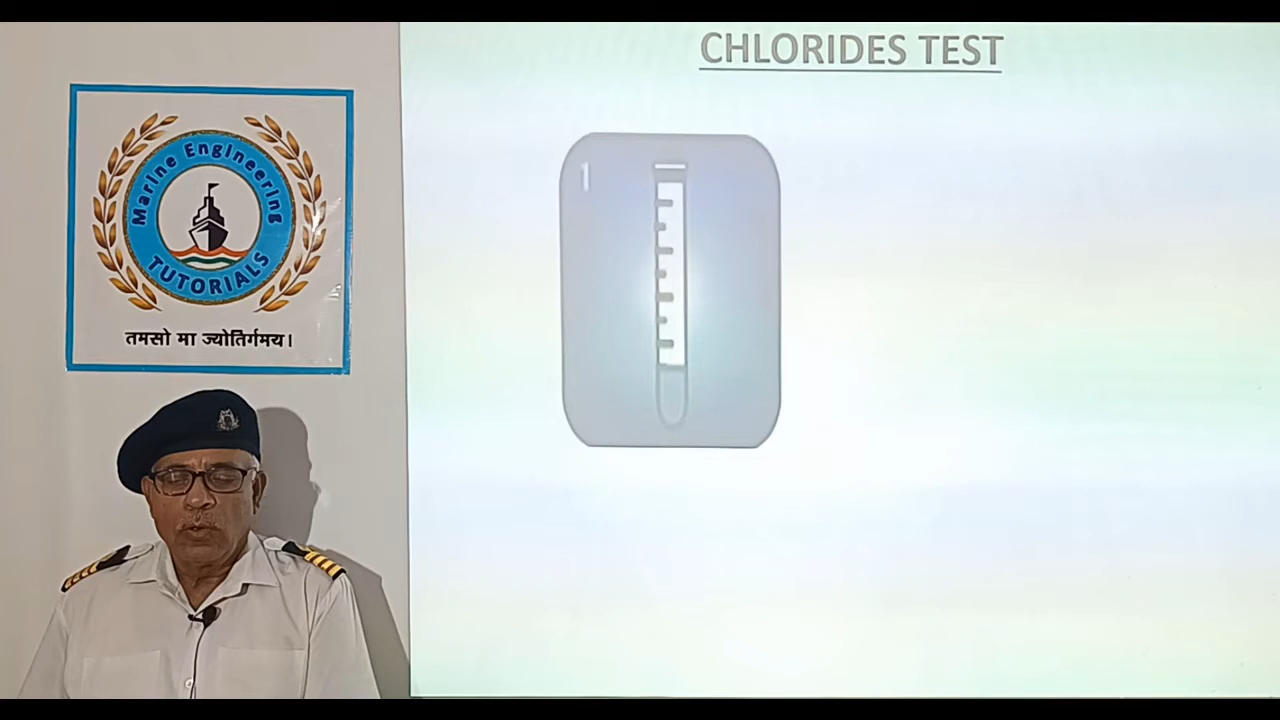 Marine Engineering
TUTORIALS
तमसो मा ज्योतिर्गमय।
CHLORIDES TEST
1